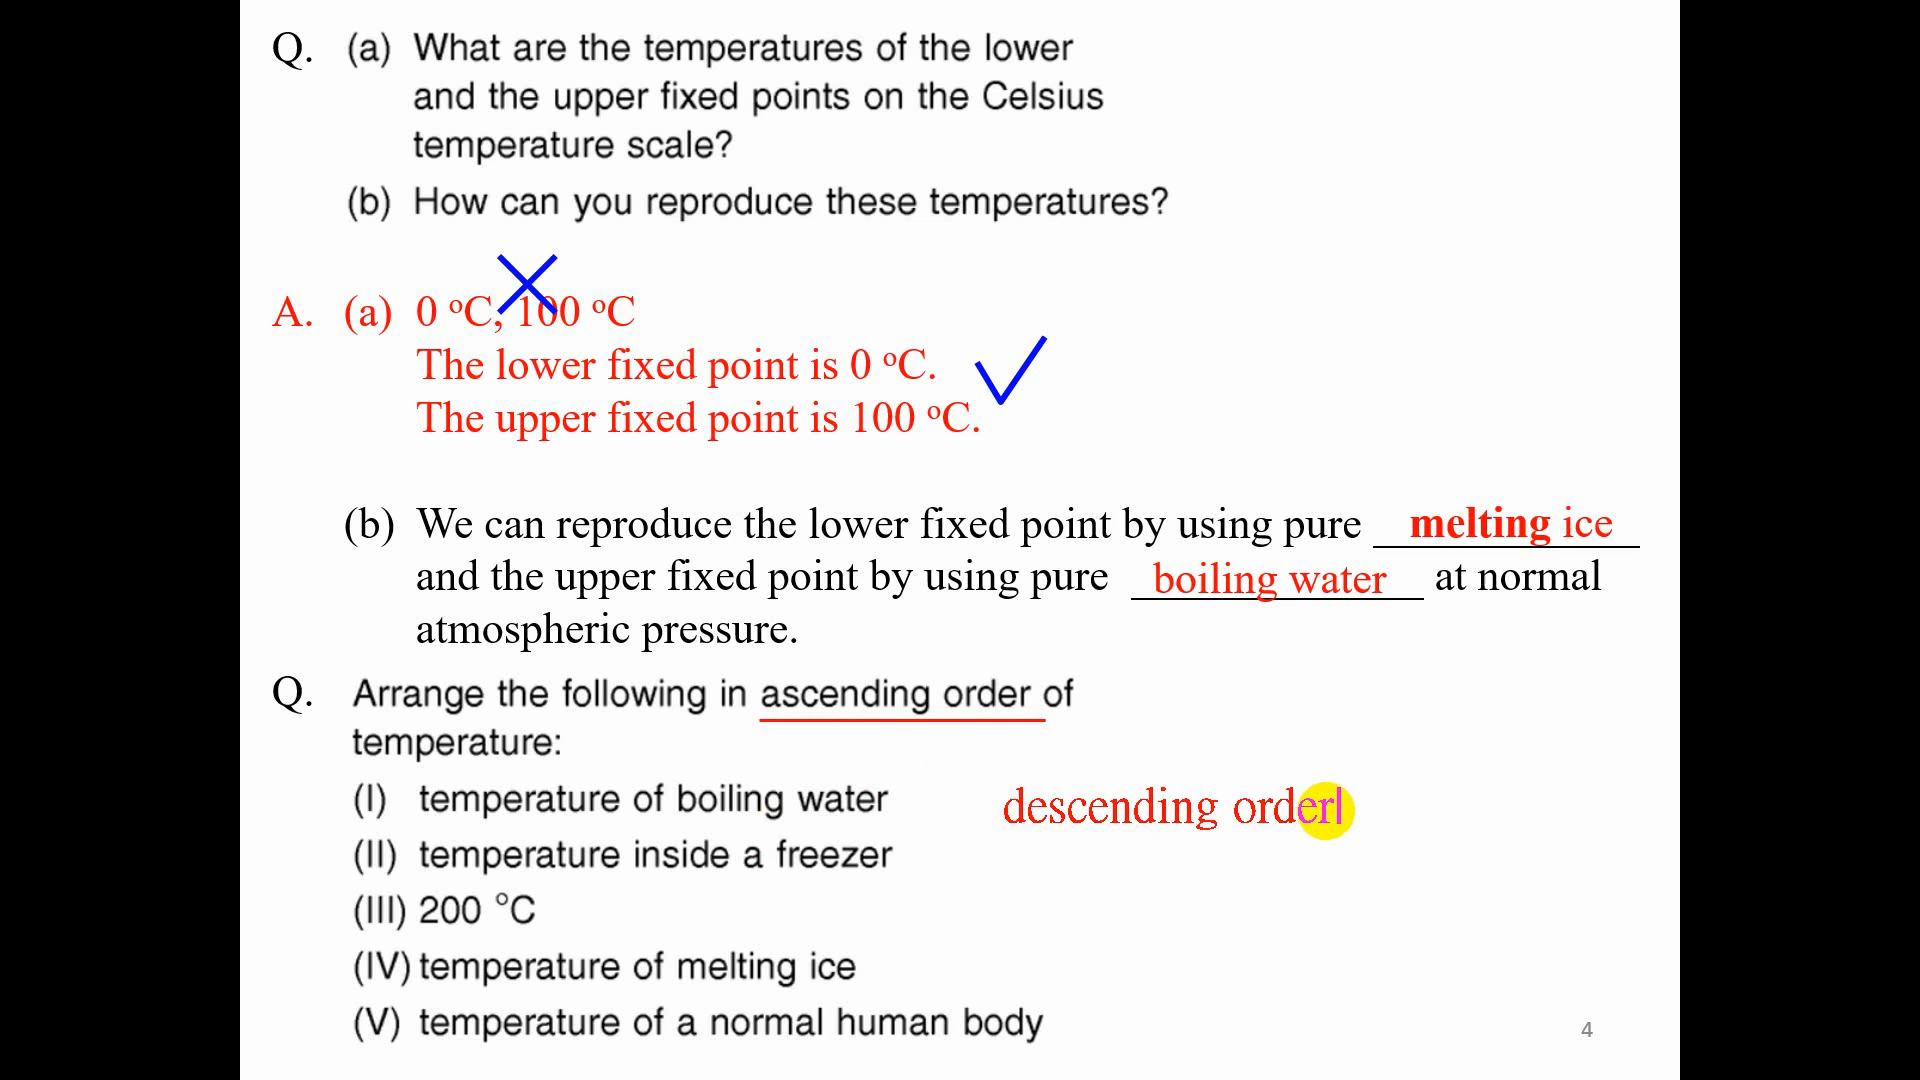 Q. (a) What are the temperatures of the lower
and the upper fixed points on the Celsius
temperature scale?
(b) How can you reproduce these temperatures?
A. (a) 0 °C, 100 °C
The lower fixed point is 0 °C.
The upper fixed point is 100 °C.
(b) We can reproduce the lower fixed point by using pure melting ice
and the upper fixed point by using pure boiling water at normal
atmospheric pressure.
Q. Arrange the following in ascending order of
temperature:
(I) temperature of boiling water
descending order
(II) temperature inside a freezer
(III) 200 °C
(IV) temperature of melting ice
(V) temperature of a normal human body
4